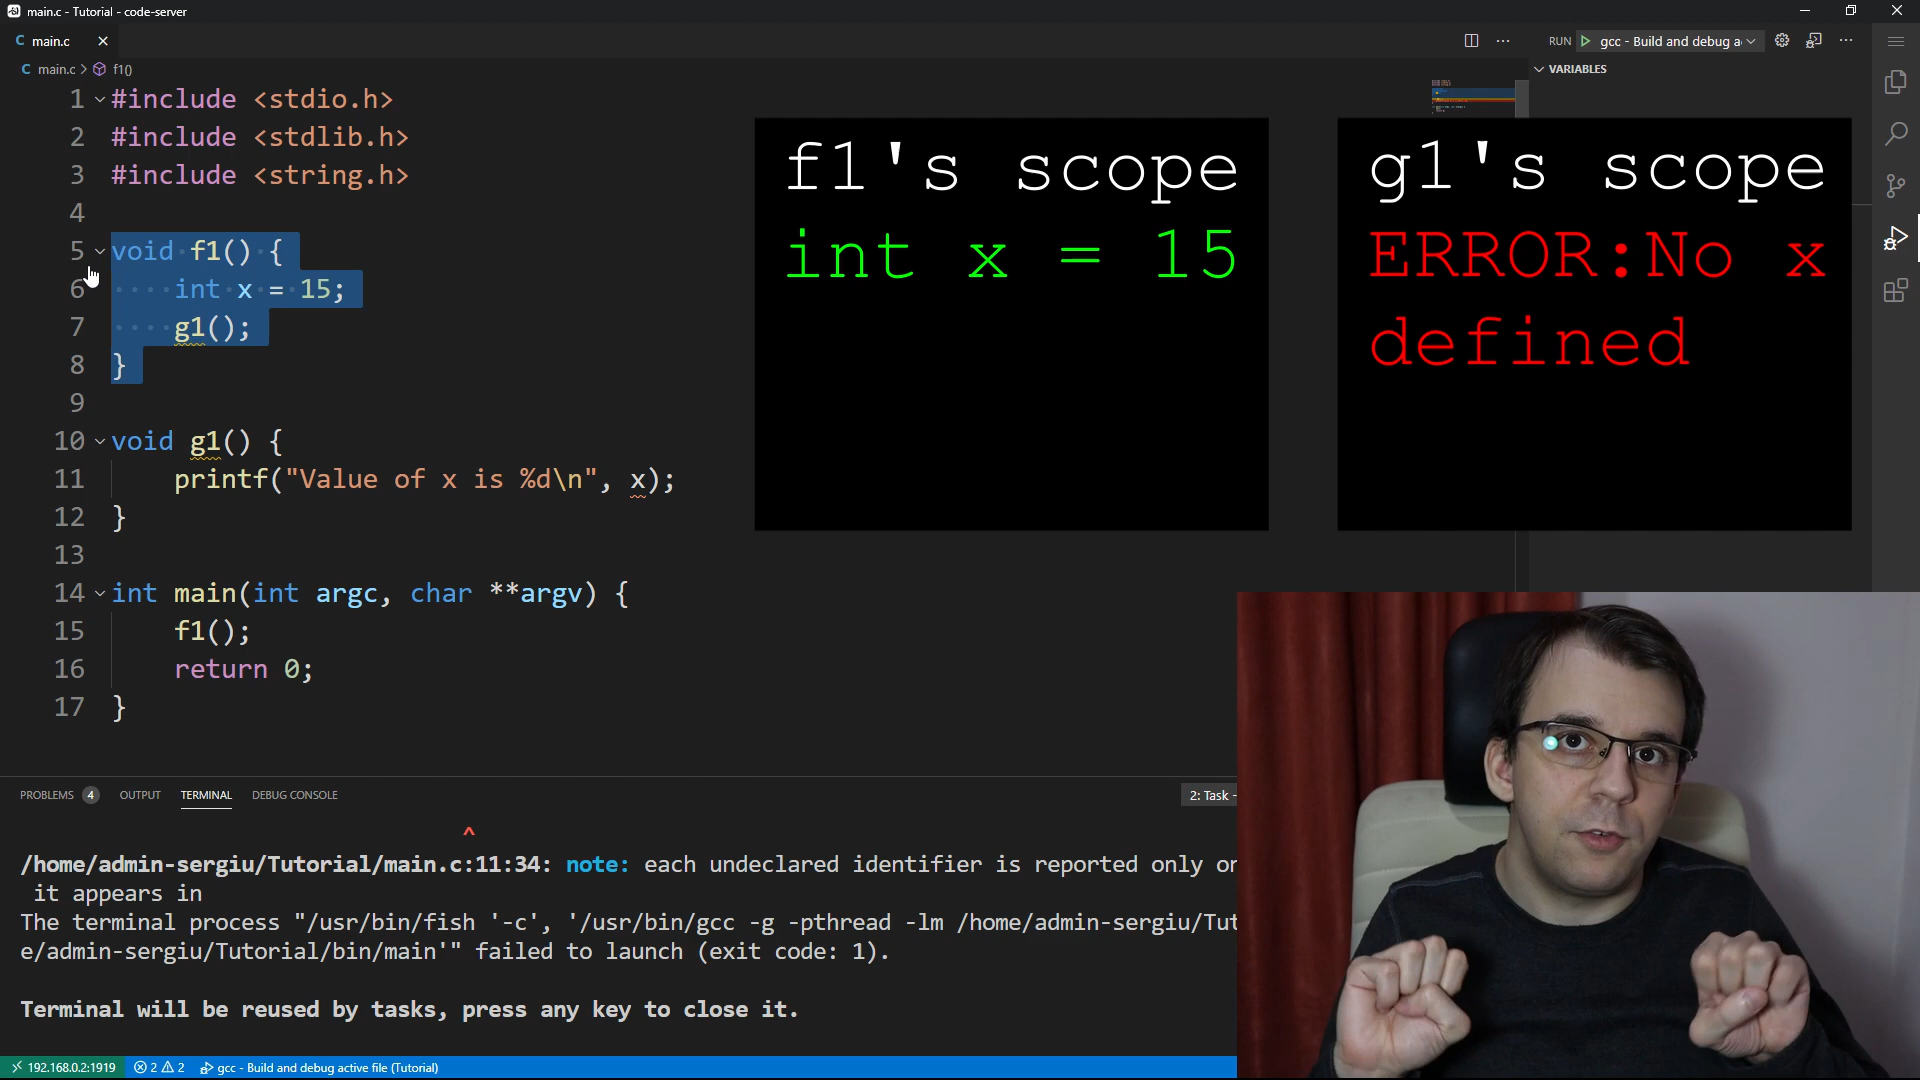 main.c - Tutorial - code-server
C main.c
RUN gcc - Build and debug a
C main.c > f1()
VARIABLES
1 #include <stdio.h>
2 #include <stdlib.h>
3 #include <string.h>
4
5 void f1() {
6 int x = 15;
7 g1();
8 }
9
10 void g1() {
11 printf("Value of x is %d\n", x);
12 }
13
14 int main(int argc, char **argv) {
15 f1();
16 return 0;
17 }
f1's scope
int x = 15
g1's scope
ERROR:No x
defined
PROBLEMS 4 OUTPUT TERMINAL DEBUG CONSOLE
2: Task -
^
/home/admin-sergiu/Tutorial/main.c:11:34: note: each undeclared identifier is reported only
it appears in
The terminal process "/usr/bin/fish '-c', '/usr/bin/gcc -g -pthread -lm /home/admin-sergiu/Tut
e/admin-sergiu/Tutorial/bin/main'" failed to launch (exit code: 1).
Terminal will be reused by tasks, press any key to close it.
192.168.0.2:1919 2 2 gcc - Build and debug active file (Tutorial)